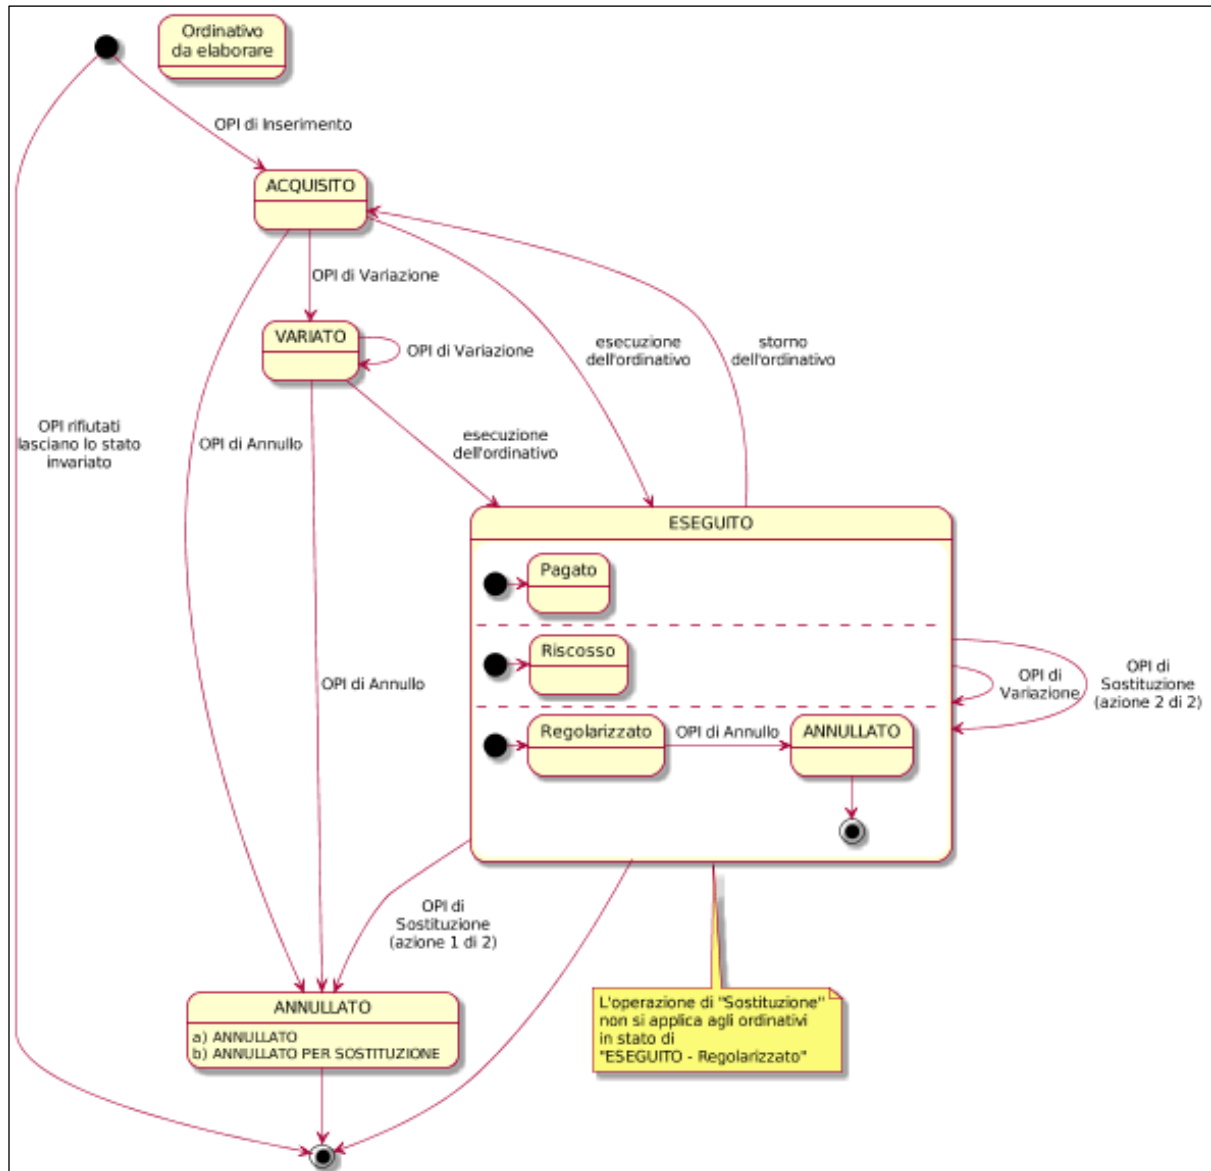 Ordinativo
da elaborare
OPI di Inserimento
ACQUISITO
OPI di Variazione
VARIATO
OPI di Variazione
esecuzione
dell'ordinativo
storno
dell'ordinativo
OPI rifiutati
lasciano lo stato
invariato
OPI di Annullo
esecuzione
dell'ordinativo
ESEGUITO
Pagato
Riscosso
OPI di Annullo
OPI di
Variazione
OPI di
Sostituzione
(azione 2 di 2)
Regolarizzato
OPI di Annullo
ANNULLATO
OPI di
Sostituzione
(azione 1 di 2)
ANNULLATO
a) ANNULLATO
b) ANNULLATO PER SOSTITUZIONE
L'operazione di "Sostituzione"
non si applica agli ordinativi
in stato di
"ESEGUITO - Regolarizzato"